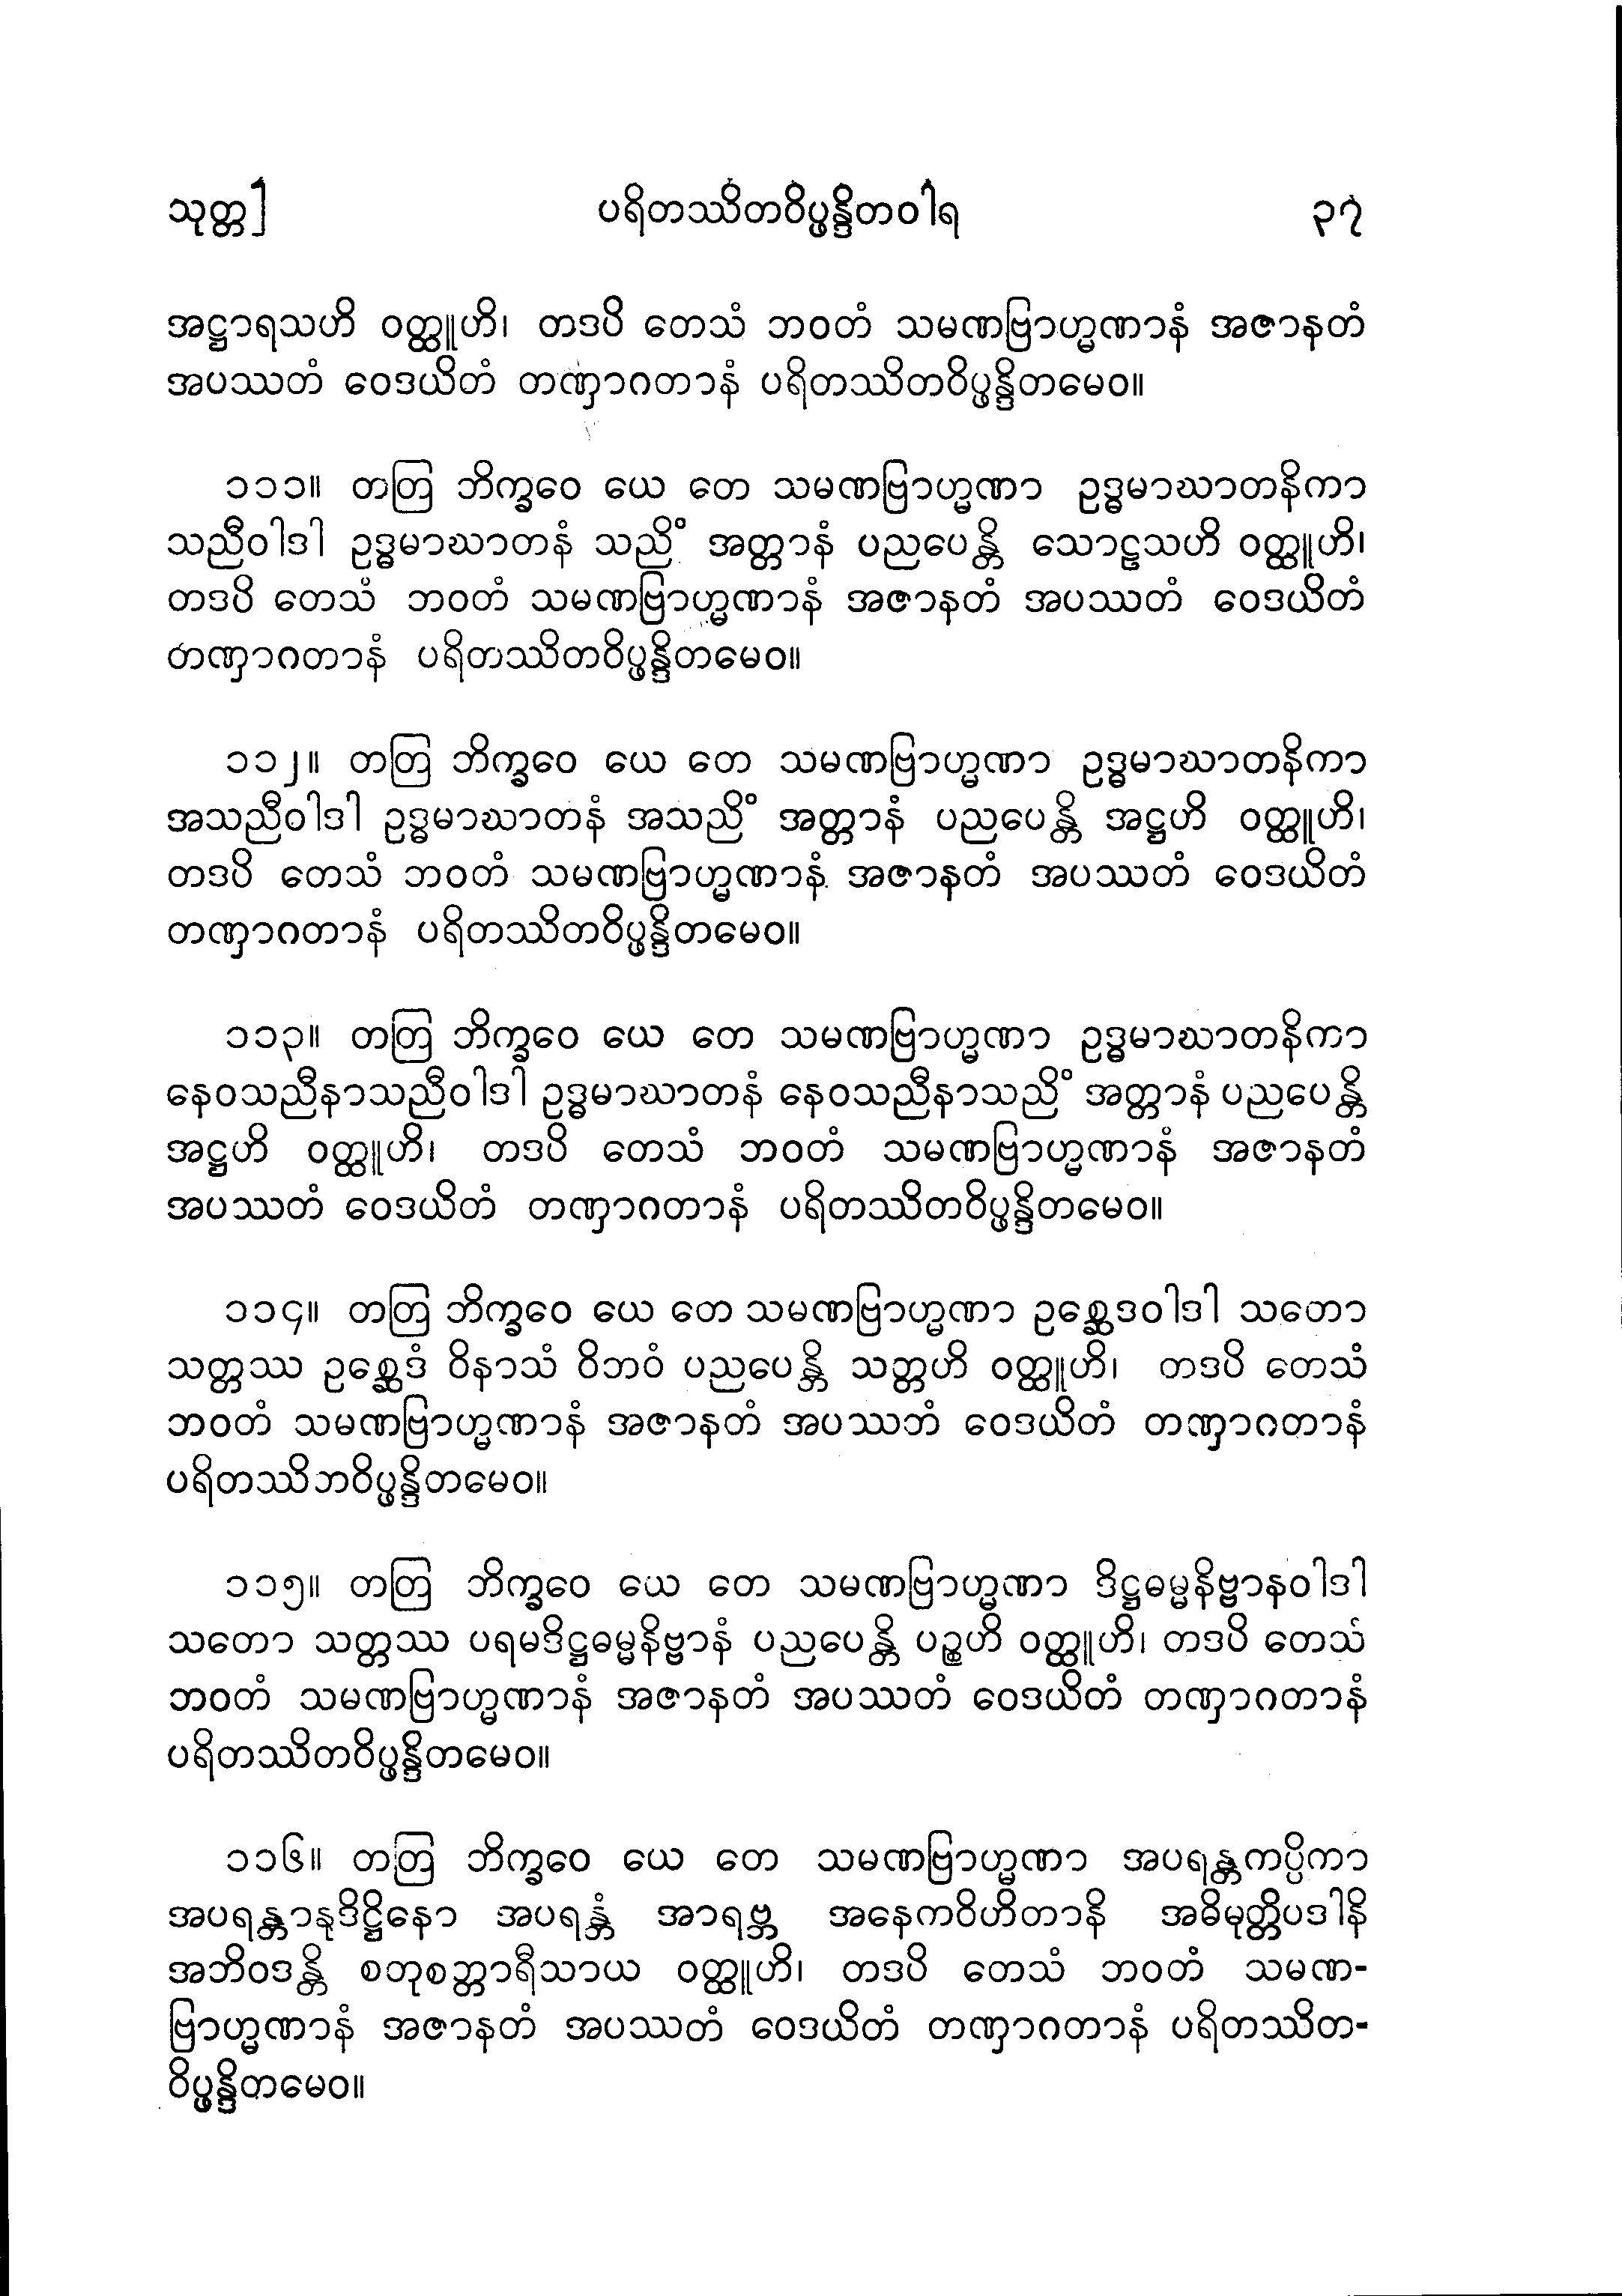 သုတ္တ] ပရိတဿိတဝိပ္ဖန္ဒိတဝါရ ၃၇
အဋ္ဌာရသဟိ ဝတ္ထူဟိ၊ တဒပိ တေသံ ဘဝတံ သမဏဗြာဟ္မဏာနံ အဇာနတံ
အပဿတံ ဝေဒယိတံ တဏှာဂတာနံ ပရိတဿိတဝိပ္ဖန္ဒိတမေဝ။
၁၁၁။ တတြ ဘိက္ခဝေ ယေ တေ သမဏဗြာဟ္မဏာ ဥဒ္ဓမာဃာတနိကာ
သညီဝါဒါ ဥဒ္ဓမာဃာတနံ သညိံ အတ္တာနံ ပညပေန္တိ သောဠသဟိ ဝတ္ထူဟိ၊
တဒပိ တေသံ ဘဝတံ သမဏဗြာဟ္မဏာနံ အဇာနတံ အပဿတံ ဝေဒယိတံ
တဏှာဂတာနံ ပရိတဿိတဝိပ္ဖန္ဒိတမေဝ။
၁၁၂။ တတြ ဘိက္ခဝေ ယေ တေ သမဏဗြာဟ္မဏာ ဥဒ္ဓမာဃာတနိကာ
အသညီဝါဒါ ဥဒ္ဓမာဃာတနံ အသညိံ အတ္တာနံ ပညပေန္တိ အဋ္ဌဟိ ဝတ္ထူဟိ၊
တဒပိ တေသံ ဘဝတံ သမဏဗြာဟ္မဏာနံ အဇာနတံ အပဿတံ ဝေဒယိတံ
တဏှာဂတာနံ ပရိတဿိတဝိပ္ဖန္ဒိတမေဝ။
၁၁၃။ တတြ ဘိက္ခဝေ ယေ တေ သမဏဗြာဟ္မဏာ ဥဒ္ဓမာဃာတနိကာ
နေဝသညီနာသညီဝါဒါ ဥဒ္ဓမာဃာတနံ နေဝသညီနာသညိံ အတ္တာနံ ပညပေန္တိ
အဋ္ဌဟိ ဝတ္ထူဟိ၊ တဒပိ တေသံ ဘဝတံ သမဏဗြာဟ္မဏာနံ အဇာနတံ
အပဿတံ ဝေဒယိတံ တဏှာဂတာနံ ပရိတဿိတဝိပ္ဖန္ဒိတမေဝ။
၁၁၄။ တတြ ဘိက္ခဝေ ယေ တေ သမဏဗြာဟ္မဏာ ဥစ္ဆေဒဝါဒါ သတော
သတ္တဿ ဥစ္ဆေဒံ ဝိနာသံ ဝိဘဝံ ပညပေန္တိ သတ္တဟိ ဝတ္ထူဟိ၊ တဒပိ တေသံ
ဘဝတံ သမဏဗြာဟ္မဏာနံ အဇာနတံ အပဿဘံ ဝေဒယိတံ တဏှာဂတာနံ
ပရိတဿိဘဝိပ္ဖန္ဒိတမေဝ။
၁၁၅။ တတြ ဘိက္ခဝေ ယေ တေ သမဏဗြာဟ္မဏာ ဒိဋ္ဌဓမ္မနိဗ္ဗာနဝါဒါ
သတော သတ္တဿ ပရမဒိဋ္ဌဓမ္မနိဗ္ဗာနံ ပညပေန္တိ ပဉ္စဟိ ဝတ္ထူဟိ၊ တဒပိ တေသံ
ဘဝတံ သမဏဗြာဟ္မဏာနံ အဇာနတံ အပဿတံ ဝေဒယိတံ တဏှာဂတာနံ
ပရိတဿိတဝိပ္ဖန္ဒိတမေဝ။
၁၁၆။ တတြ ဘိက္ခဝေ ယေ တေ သမဏဗြာဟ္မဏာ အပရန္တကပ္ပိကာ
အပရန္တာနုဒိဋ္ဌိနော အပရန္တံ အာရဗ္ဘ အနေကဝိဟိတာနိ အဓိမုတ္တိပဒါနိ
အဘိဝဒန္တိ စတုစတ္တာရီသာယ ဝတ္ထူဟိ၊ တဒပိ တေသံ ဘဝတံ သမဏ-
ဗြာဟ္မဏာနံ အဇာနတံ အပဿတံ ဝေဒယိတံ တဏှာဂတာနံ ပရိတဿိတ-
ဝိပ္ဖန္ဒိတမေဝ။